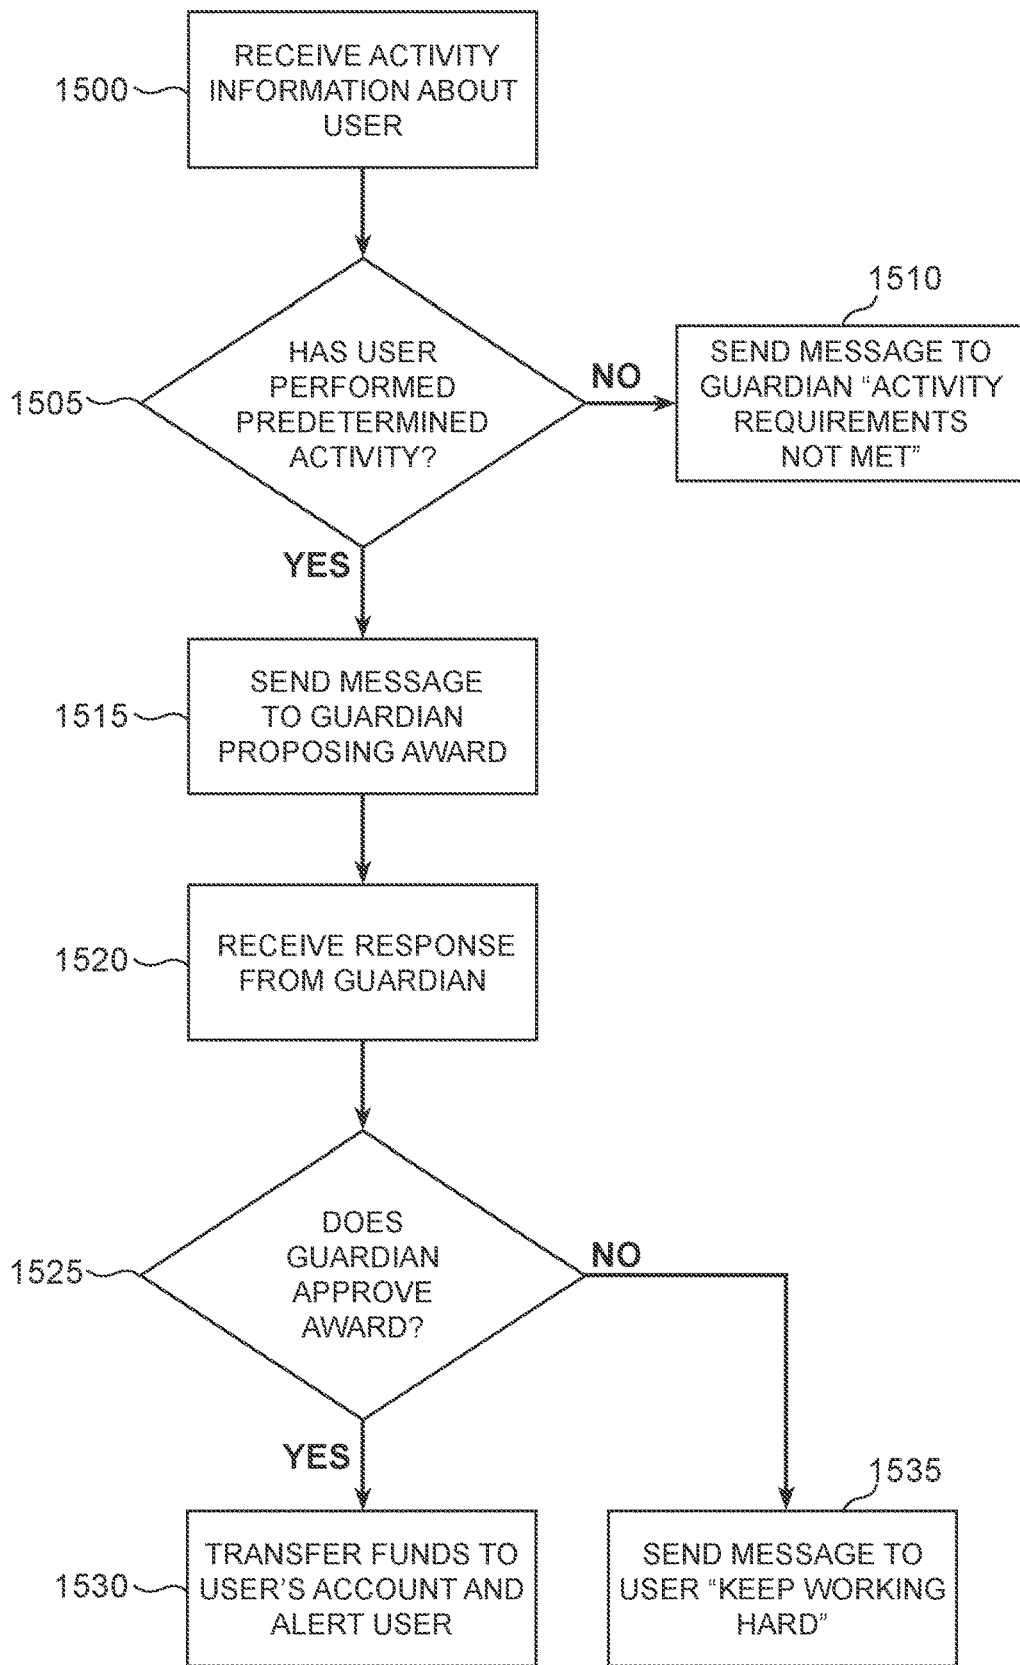 1500
RECEIVE ACTIVITY
INFORMATION ABOUT
USER
1505
HAS USER
PERFORMED
PREDETERMINED
ACTIVITY?
NO
1510
SEND MESSAGE TO
GUARDIAN “ACTIVITY
REQUIREMENTS
NOT MET”
YES
1515
SEND MESSAGE
TO GUARDIAN
PROPOSING AWARD
1520
RECEIVE RESPONSE
FROM GUARDIAN
1525
DOES
GUARDIAN
APPROVE
AWARD?
NO
YES
1530
TRANSFER FUNDS TO
USER’S ACCOUNT AND
ALERT USER
1535
SEND MESSAGE TO
USER “KEEP WORKING
HARD”